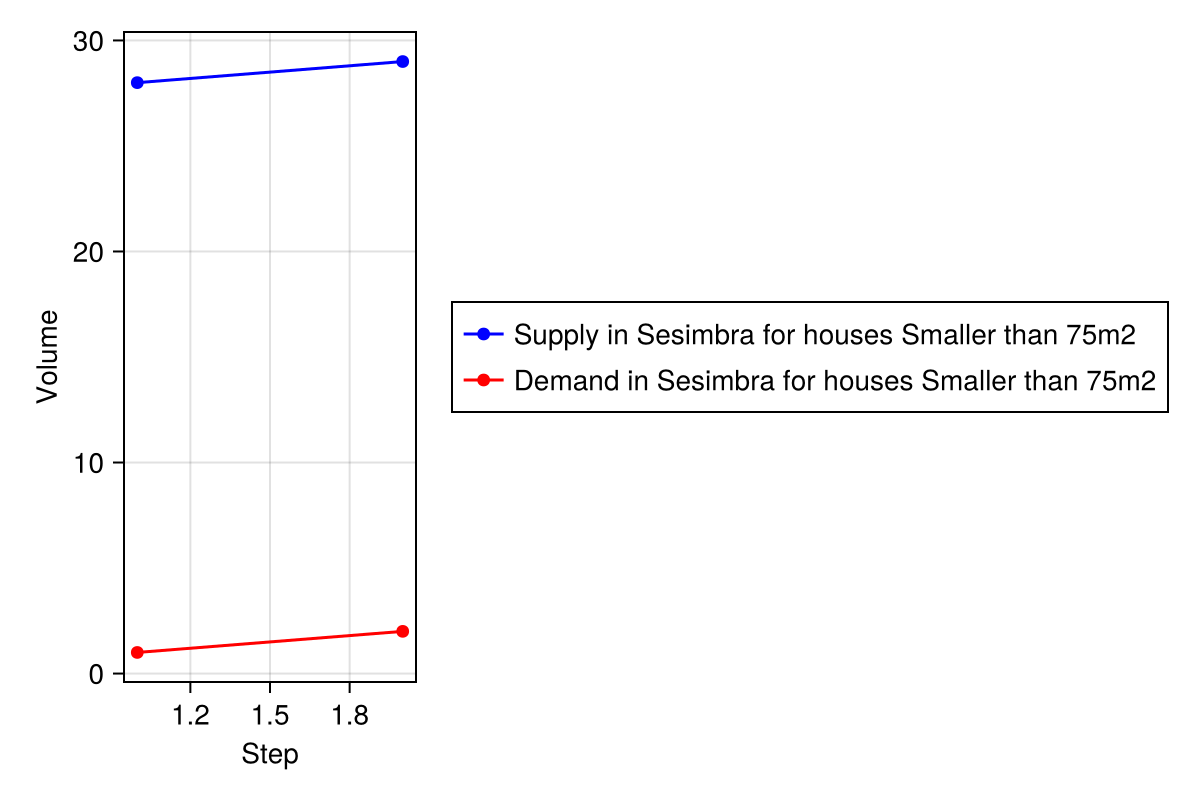 30
20
10
0
Volume
1.2 1.5 1.8
Step
Supply in Sesimbra for houses Smaller than 75m2
Demand in Sesimbra for houses Smaller than 75m2